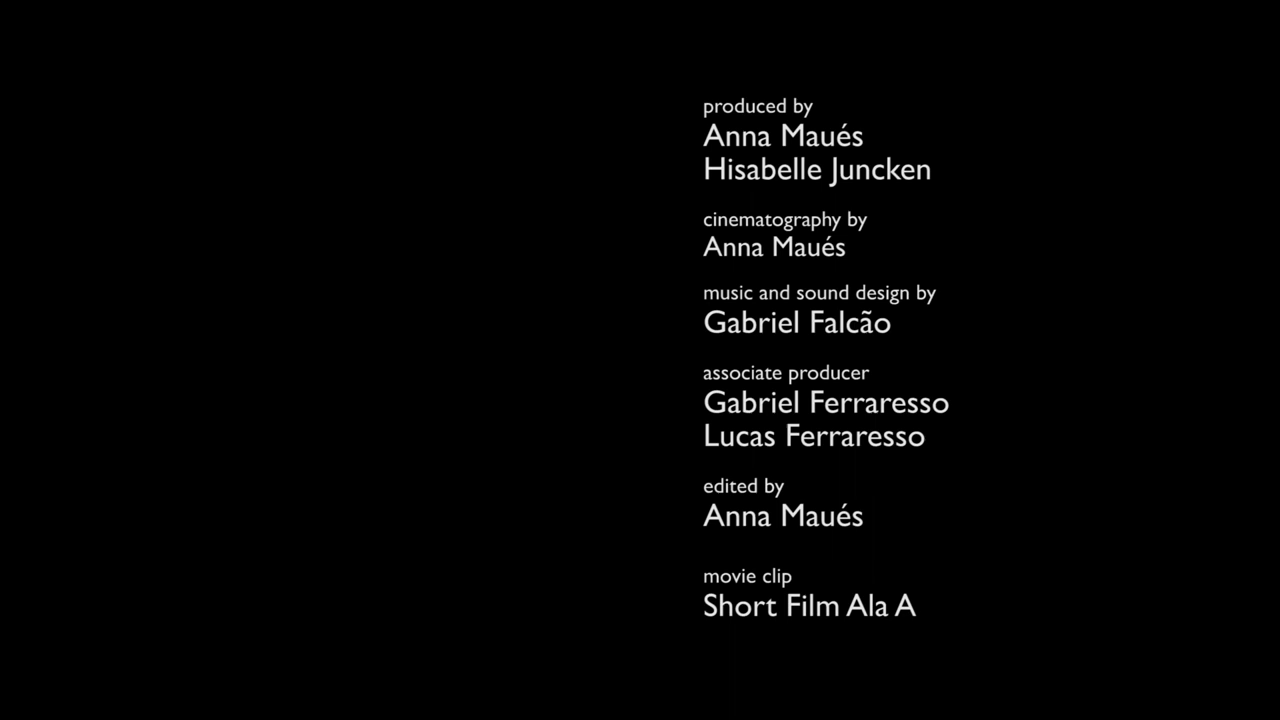 produced by
Anna Maués
Hisabelle Juncken
cinematography by
Anna Maués
music and sound design by
Gabriel Falcão
associate producer
Gabriel Ferraresso
Lucas Ferraresso
edited by
Anna Maués
movie clip
Short Film Ala A